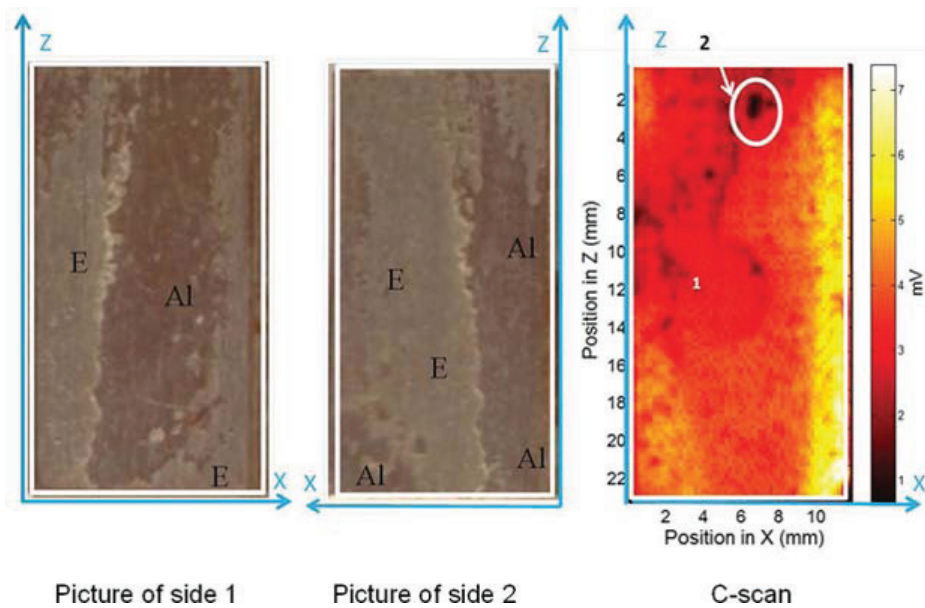 Z
E
Al
E
X
Picture of side 1
Z
Al
E
E
Al
Al
X
Picture of side 2
Z
2
1
2
4
6
8
10
12
14
16
18
20
22
Position in Z (mm)
2 4 6 8 10
Position in X (mm)
X
7
6
5
4
3
2
1
mV
C-scan